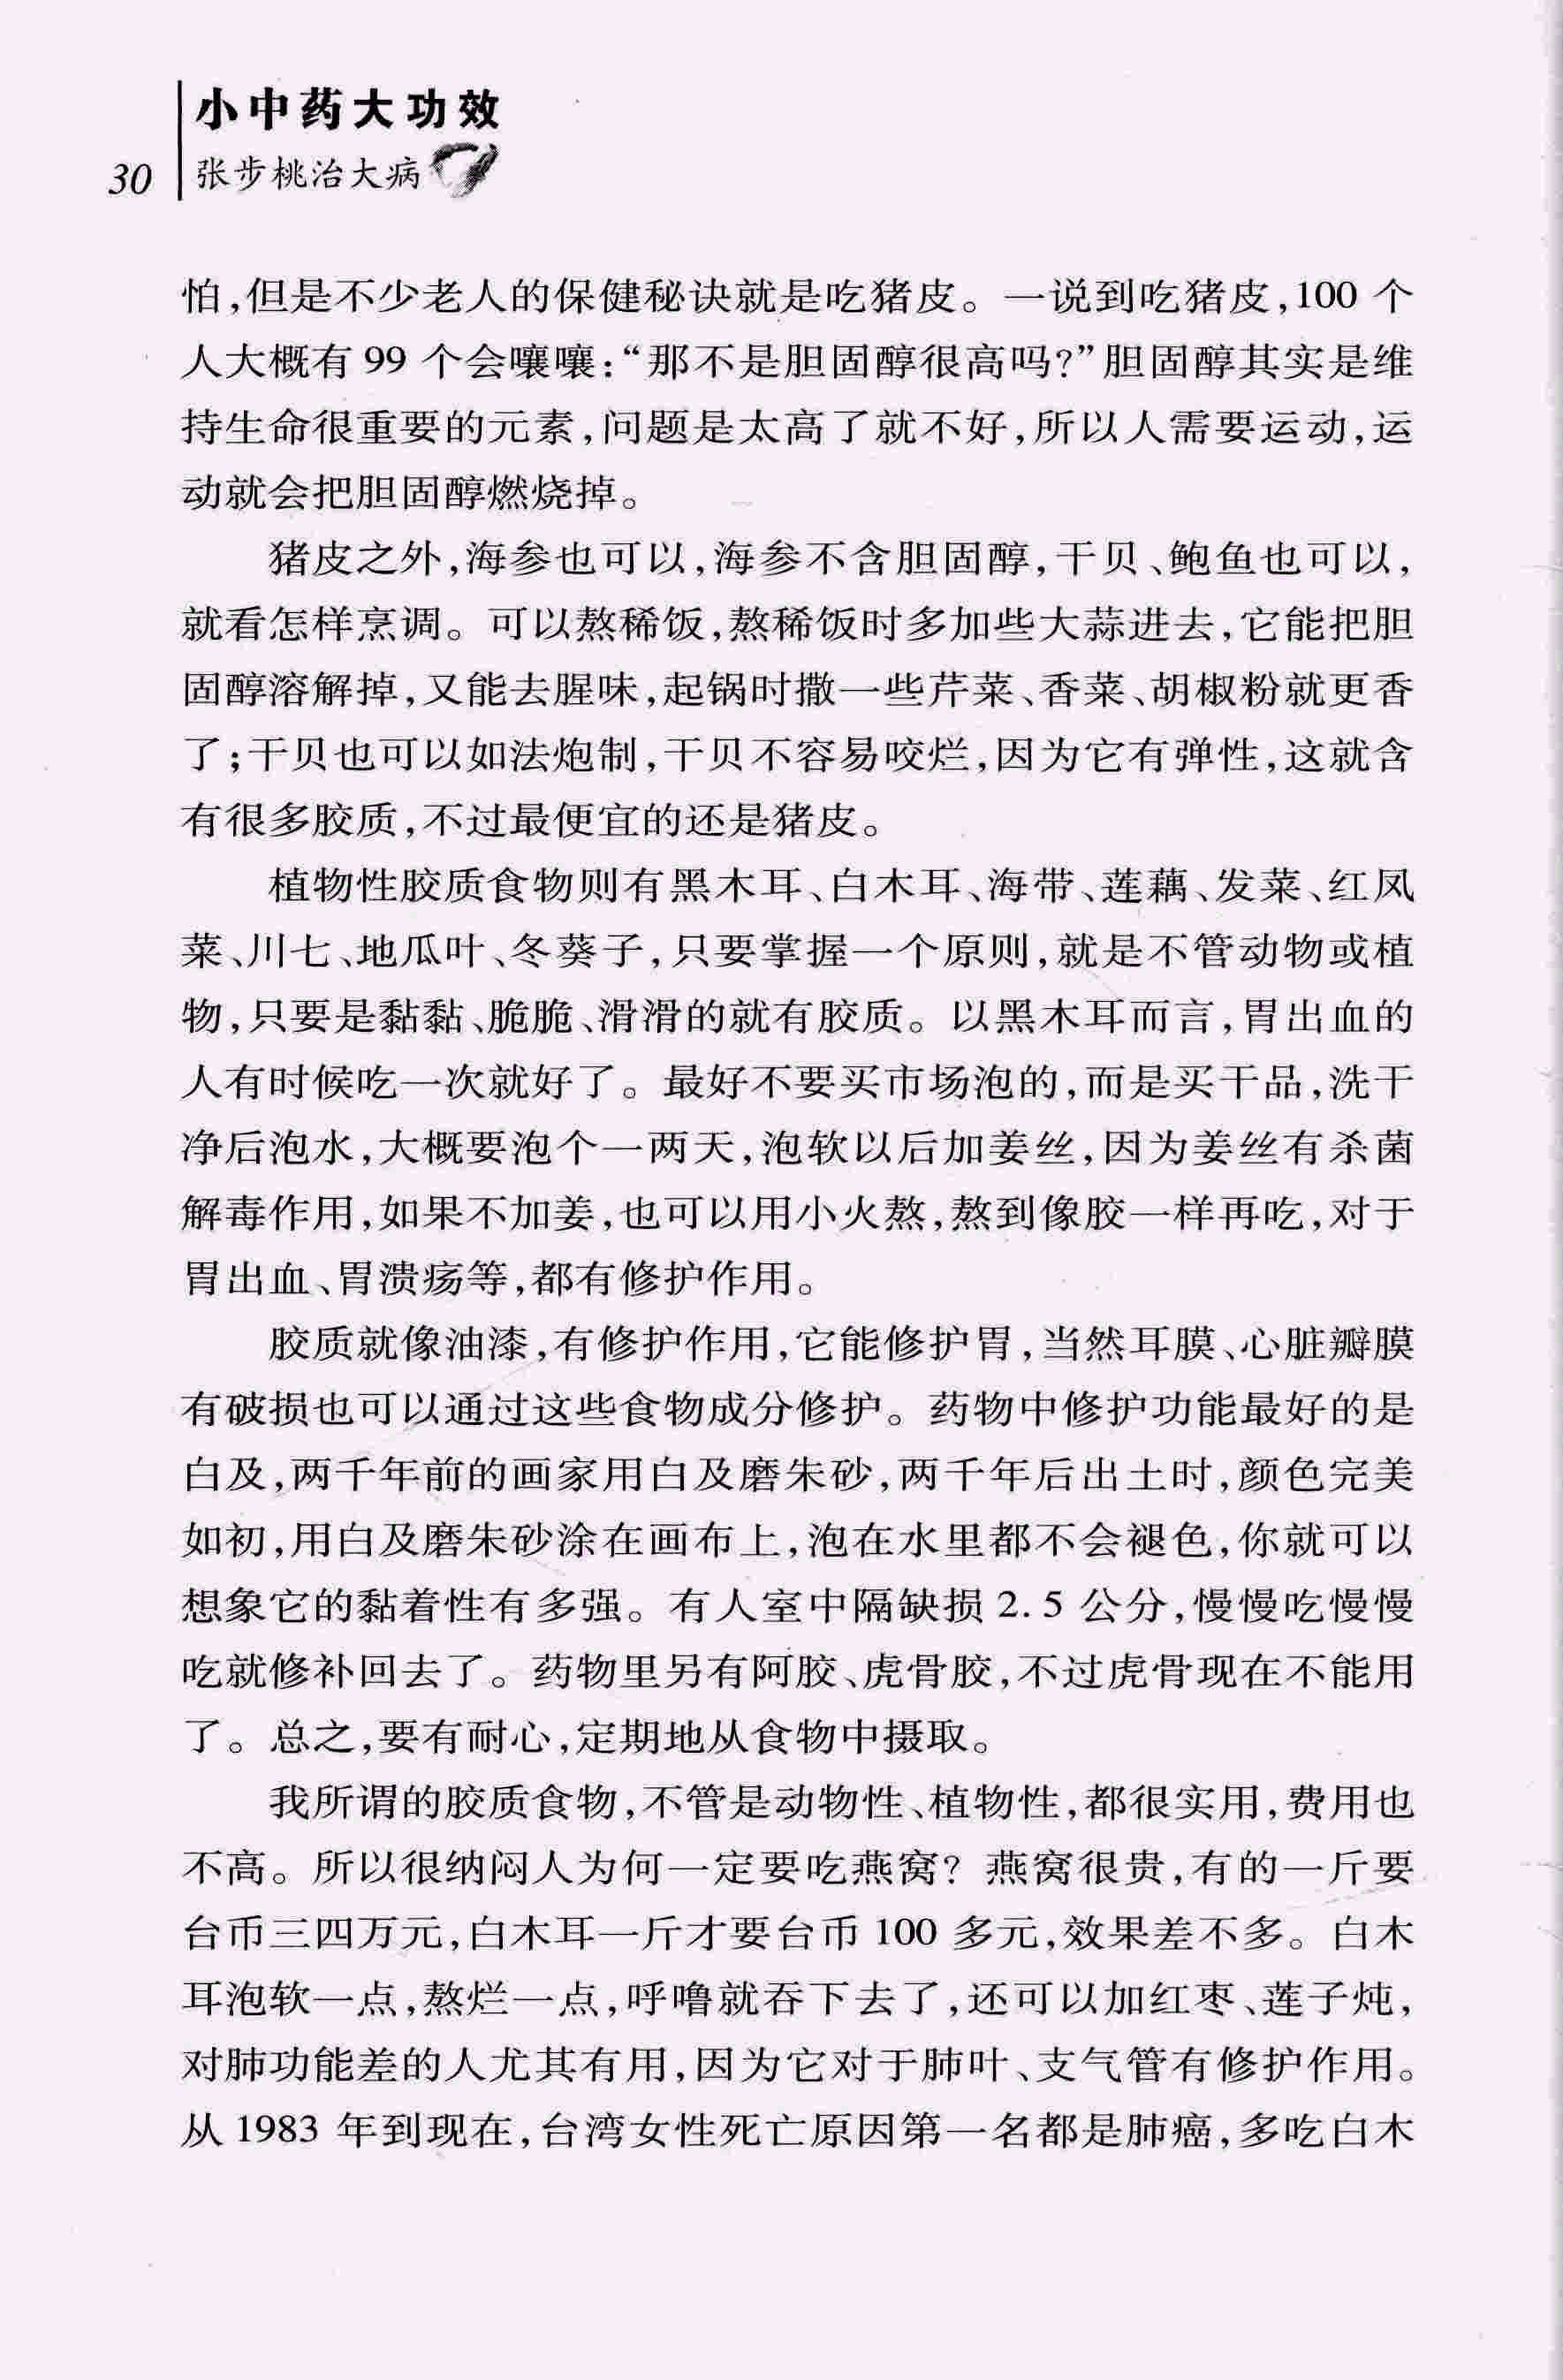 小中药大功效
30 张步桃治大病
怕,但是不少老人的保健秘诀就是吃猪皮。一说到吃猪皮,100 个
人大概有 99 个会嚷嚷:“那不是胆固醇很高吗?”胆固醇其实是维
持生命很重要的元素,问题是太高了就不好,所以人需要运动,运
动就会把胆固醇燃烧掉。
猪皮之外,海参也可以,海参不含胆固醇,干贝、鲍鱼也可以,
就看怎样烹调。可以熬稀饭,熬稀饭时多加些大蒜进去,它能把胆
固醇溶解掉,又能去腥味,起锅时撒一些芹菜、香菜、胡椒粉就更香
了;干贝也可以如法炮制,干贝不容易咬烂,因为它有弹性,这就含
有很多胶质,不过最便宜的还是猪皮。
植物性胶质食物则有黑木耳、白木耳、海带、莲藕、发菜、红凤
菜、川七、地瓜叶、冬葵子,只要掌握一个原则,就是不管动物或植
物,只要是黏黏、脆脆、滑滑的就有胶质。以黑木耳而言,胃出血的
人有时候吃一次就好了。最好不要买市场泡的,而是买干品,洗干
净后泡水,大概要泡个一两天,泡软以后加姜丝,因为姜丝有杀菌
解毒作用,如果不加姜,也可以用小火熬,熬到像胶一样再吃,对于
胃出血、胃溃疡等,都有修护作用。
胶质就像油漆,有修护作用,它能修护胃,当然耳膜、心脏瓣膜
有破损也可以通过这些食物成分修护。药物中修护功能最好的是
白及,两千年前的画家用白及磨朱砂,两千年后出土时,颜色完美
如初,用白及磨朱砂涂在画布上,泡在水里都不会褪色,你就可以
想象它的黏着性有多强。有人室中隔缺损 2.5 公分,慢慢吃慢慢
吃就修补回去了。药物里另有阿胶、虎骨胶,不过虎骨现在不能用
了。总之,要有耐心,定期地从食物中摄取。
我所谓的胶质食物,不管是动物性、植物性,都很实用,费用也
不高。所以很纳闷人为何一定要吃燕窝? 燕窝很贵,有的一斤要
台币三四万元,白木耳一斤才要台币 100 多元,效果差不多。白木
耳泡软一点,熬烂一点,呼噜就吞下去了,还可以加红枣、莲子炖,
对肺功能差的人尤其有用,因为它对于肺叶、支气管有修护作用。
从 1983 年到现在,台湾女性死亡原因第一名都是肺癌,多吃白木